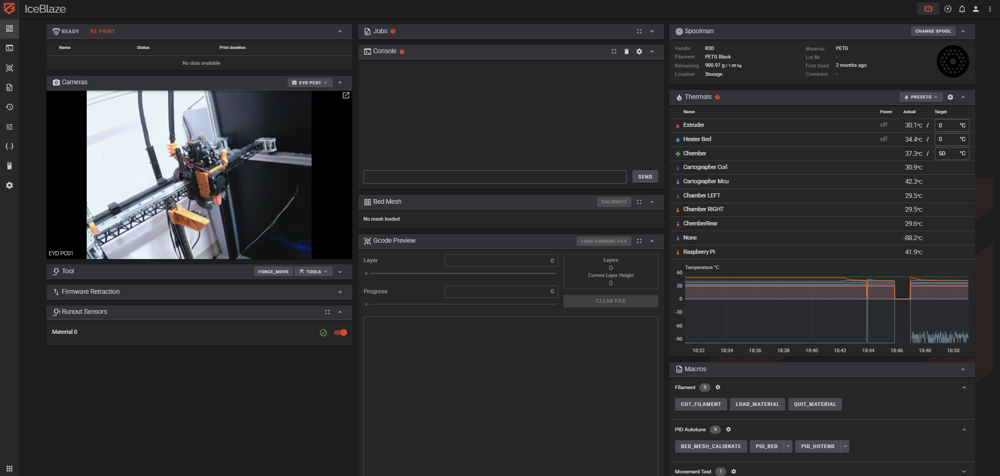 IceBlaze
READY RE-PRINT
Name Status Print duration
No data available
Cameras EYD PC01
EYD PC01
Tool FORCE_MOVE TOOLS
Firmware Retraction
Runout Sensors
Material 0
Jobs ?
Console ?
SEND
Bed Mesh CALIBRATE
No mesh loaded
Gcode Preview LOAD CURRENT FILE
Layer 0
Progress 0
Layers
0
Current Layer Height
0
CLEAR FILE
Spoolman CHANGE SPOOL
Vendor R3D Material PETG
Filament PETG Black Lot Nr -
Remaining 900.97 g / 1.00 kg First Used 2 months ago
Location Storage Comment -
Thermals ? PRESETS
Name Power Actual Target
Extruder off 30.1°C / 0 °C
Heater Bed off 34.4°C / 0 °C
Chember 37.3°C / 50 °C
Cartographer Coil 30.9°C
Cartographer Mcu 42.3°C
Chamber LEFT 29.5°C
Chamber RIGHT 29.5°C
ChemberRear 29.6°C
None -88.2°C
Raspberry Pi 41.9°C
Temperature °C
60
30
0
-30
-60
-90
18:32 18:34 18:36 18:38 18:40 18:42 18:44 18:46 18:48 18:50
Macros
Filament 3
CUT_FILAMENT LOAD_MATERIAL QUIT_MATERIAL
PID Autotune 3
BED_MESH_CALIBRATE PID_BED PID_HOTEND
Movement Test 1